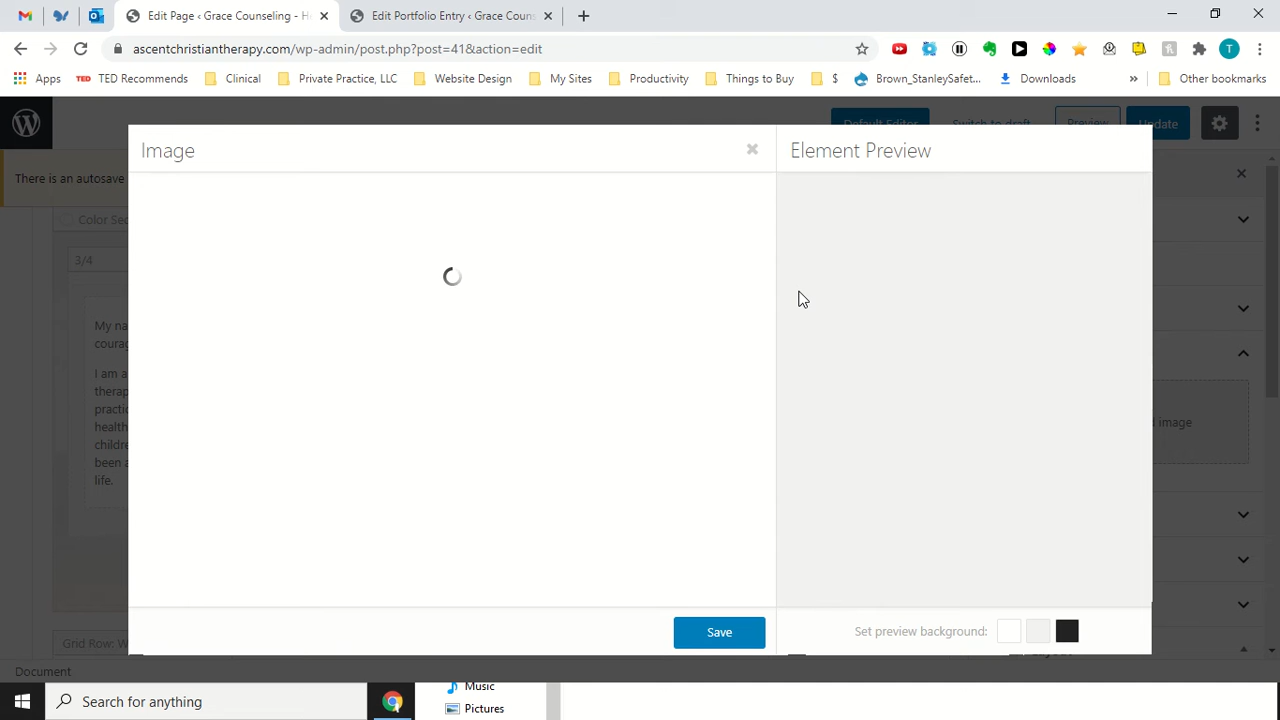 Edit Page ‹ Grace Counseling - H
Edit Portfolio Entry ‹ Grace Couns
ascentchristiantherapy.com/wp-admin/post.php?post=41&action=edit
T
Apps
TED TED Recommends
Clinical
Private Practice, LLC
Website Design
My Sites
Productivity
Things to Buy
$
Brown_StanleySafet...
Downloads
»
Other bookmarks
Default Editor
Switch to draft
Preview
Update
There is an autosave
Image
Element Preview
Color Sec
3/4
My na
courag
I am a
therap
practic
health
childre
been a
life.
d image
Save
Set preview background:
Grid Row: W
Document
Search for anything
Music
Pictures